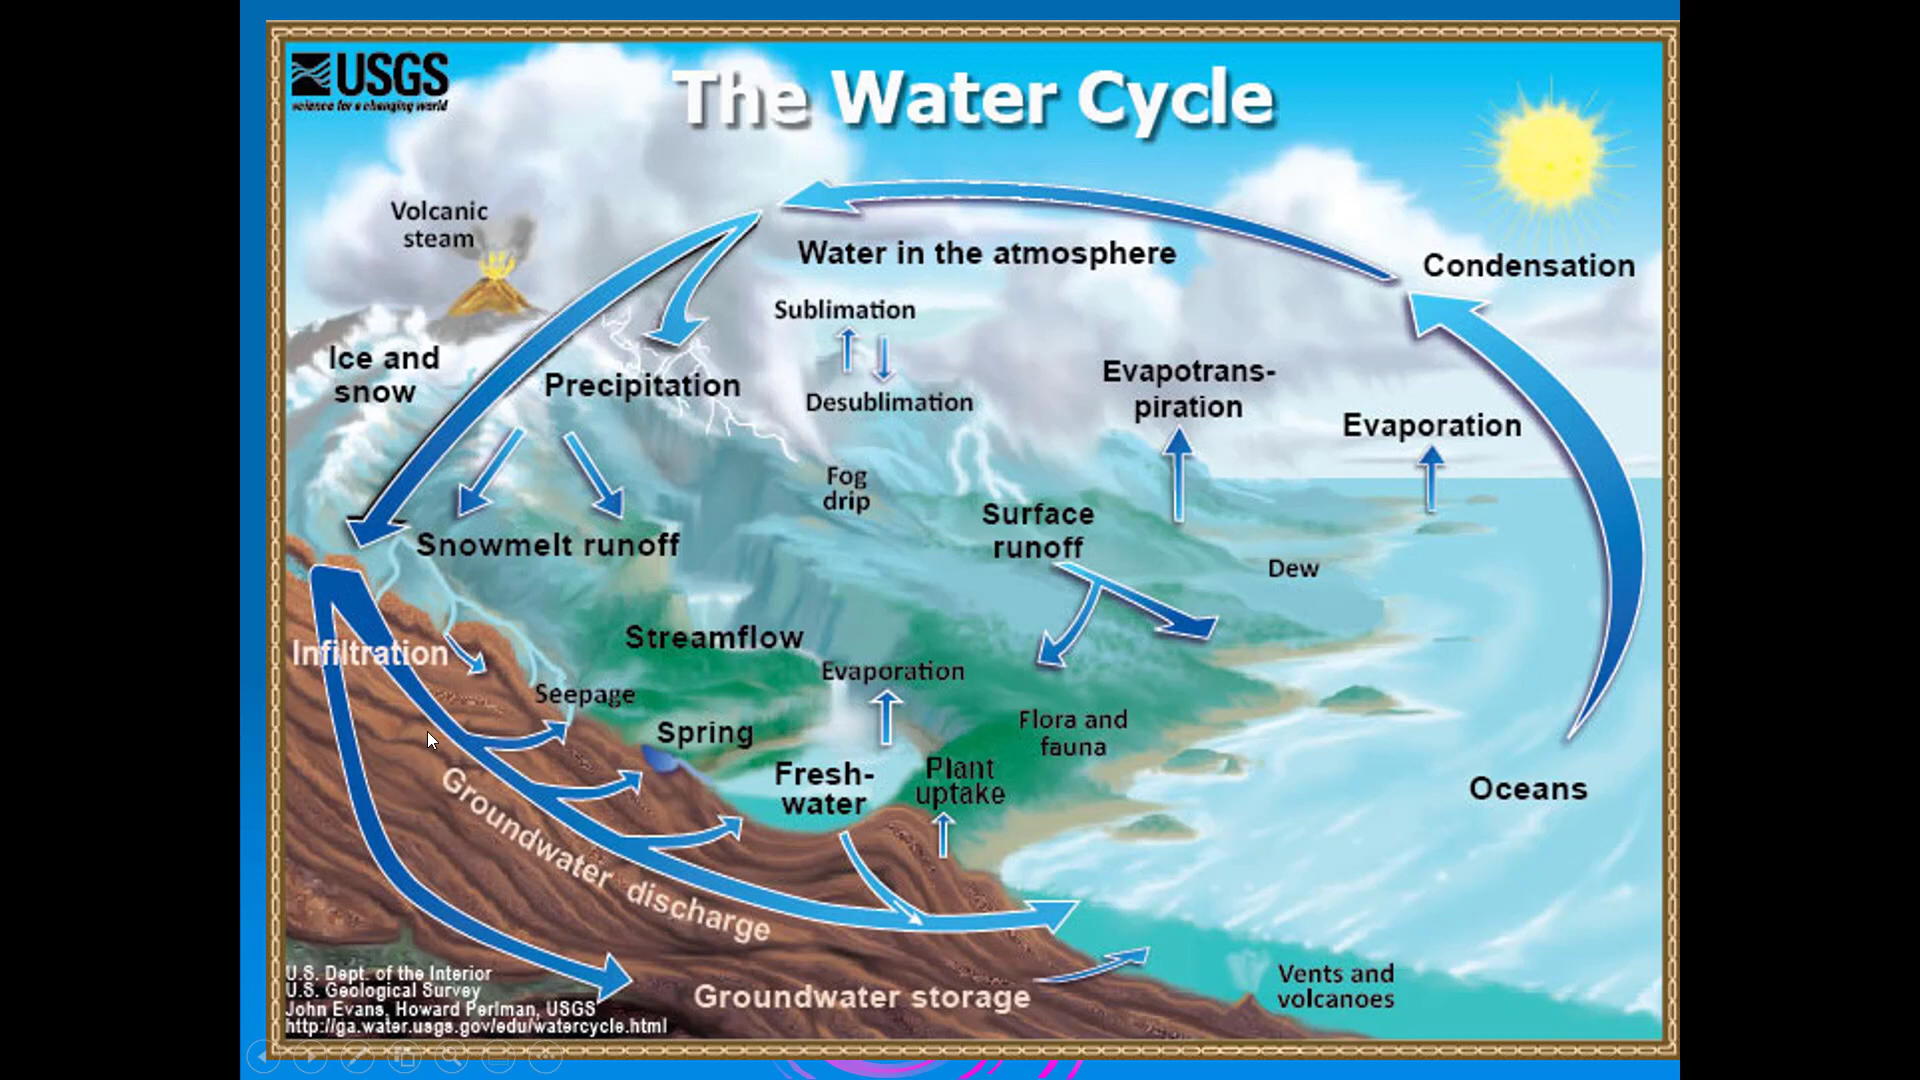 USGS
science for a changing world
The Water Cycle
Volcanic
steam
Water in the atmosphere
Condensation
Sublimation
Ice and
snow
Precipitation
Desublimation
Evapotrans-
piration
Evaporation
Fog
drip
Surface
runoff
Snowmelt runoff
Dew
Infiltration
Streamflow
Evaporation
Seepage
Spring
Flora and
fauna
Fresh-
water
Plant
uptake
Oceans
Groundwater discharge
Groundwater storage
Vents and
volcanoes
U.S. Dept. of the Interior
U.S. Geological Survey
John Evans, Howard Perlman, USGS
http://ga.water.usgs.gov/edu/watercycle.html